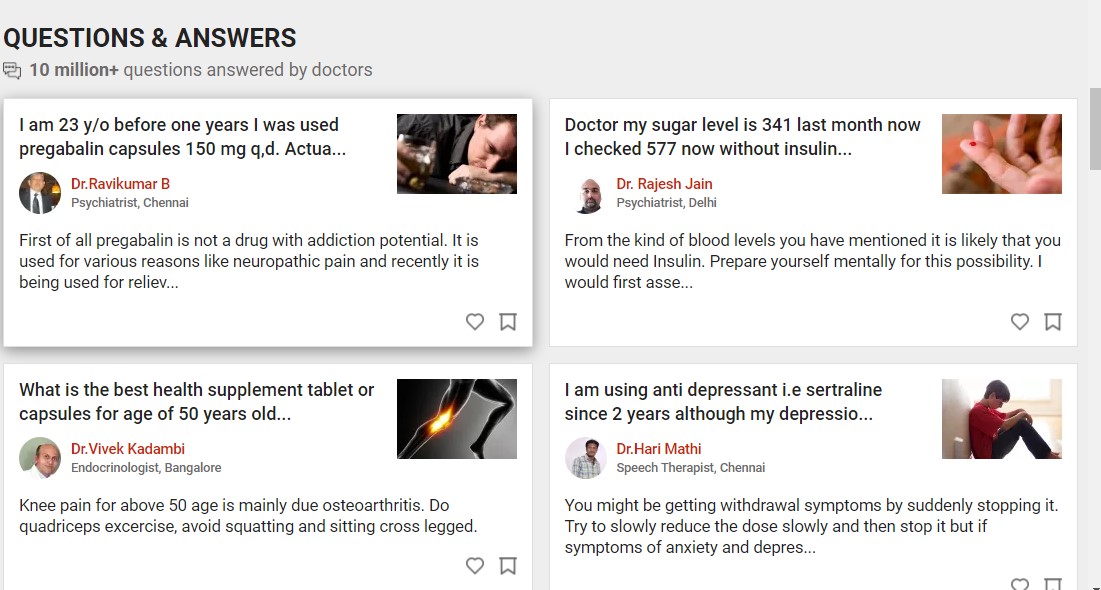 QUESTIONS & ANSWERS
10 million+ questions answered by doctors
I am 23 y/o before one years I was used
pregabalin capsules 150 mg q,d. Actua...
Dr.Ravikumar B
Psychiatrist, Chennai
First of all pregabalin is not a drug with addiction potential. It is
used for various reasons like neuropathic pain and recently it is
being used for reliev...
Doctor my sugar level is 341 last month now
I checked 577 now without insulin...
Dr. Rajesh Jain
Psychiatrist, Delhi
From the kind of blood levels you have mentioned it is likely that you
would need Insulin. Prepare yourself mentally for this possibility. I
would first asse...
What is the best health supplement tablet or
capsules for age of 50 years old...
Dr.Vivek Kadambi
Endocrinologist, Bangalore
Knee pain for above 50 age is mainly due osteoarthritis. Do
quadriceps excercise, avoid squatting and sitting cross legged.
I am using anti depressant i.e sertraline
since 2 years although my depressio...
Dr.Hari Mathi
Speech Therapist, Chennai
You might be getting withdrawal symptoms by suddenly stopping it.
Try to slowly reduce the dose slowly and then stop it but if
symptoms of anxiety and depres...